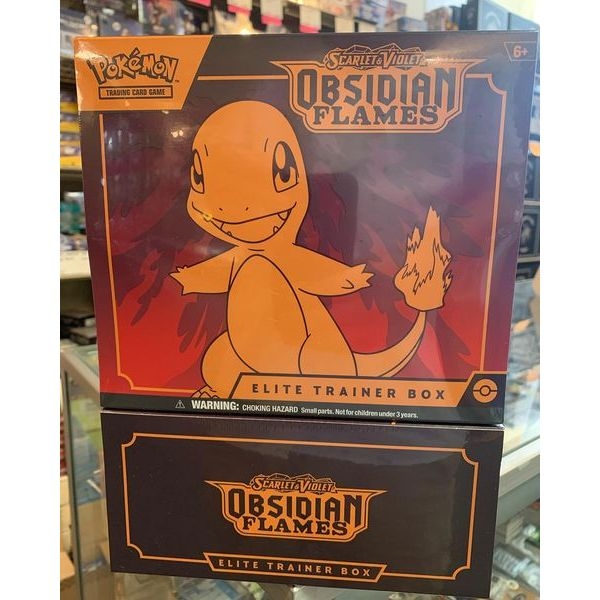 POKéMON
TRADING CARD GAME
SCARLET & VIOLET
OBSIDIAN
FLAMES
6+
ELITE TRAINER BOX
WARNING: CHOKING HAZARD Small parts. Not for children under 3 years.
SCARLET & VIOLET
OBSIDIAN
FLAMES
ELITE TRAINER BOX